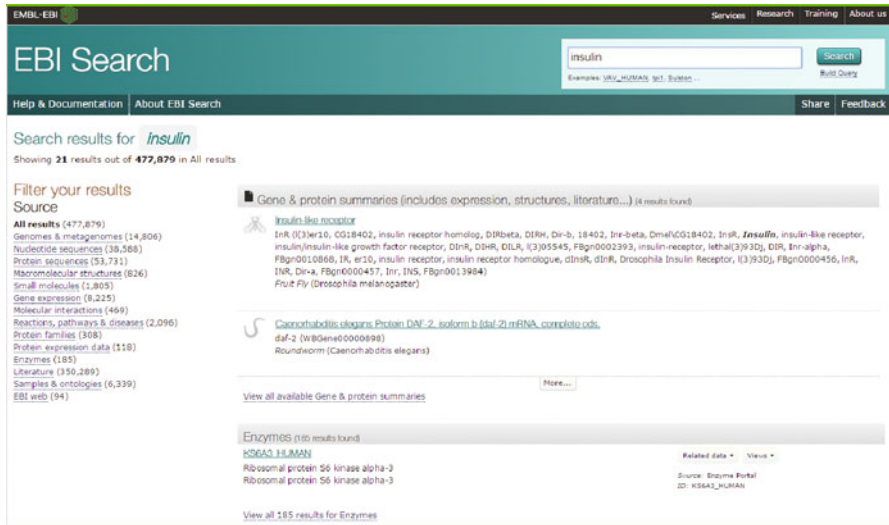 EMBL-EBI
Services Research Training About us
EBI Search
insulin
Search
Examples: VAV_HUMAN, tpi1, Sulston ...
Build Query
Help & Documentation About EBI Search
Share Feedback
Search results for insulin
Showing 21 results out of 477,879 in All results
Filter your results
Source
All results (477,879)
Genomes & metagenomes (14,806)
Nucleotide sequences (38,588)
Protein sequences (53,731)
Macromolecular structures (826)
Small molecules (1,805)
Gene expression (8,225)
Molecular interactions (469)
Reactions, pathways & diseases (2,096)
Protein families (308)
Protein expression data (118)
Enzymes (185)
Literature (350,289)
Samples & ontologies (6,339)
EBI web (94)
Gene & protein summaries (includes expression, structures, literature...) (4 results found)
Insulin-like receptor
InR (l(3)er10, CG18402, insulin receptor homolog, DIRbeta, DIRH, Dir-b, 18402, Inr-beta, Dmel\CG18402, InsR, Insulin, insulin-like receptor,
insulin/insulin-like growth factor receptor, DInR, DIHR, DILR, l(3)05545, FBgn0002393, insulin-receptor, lethal(3)93Dj, DIR, Inr-alpha,
FBgn0010868, IR, er10, insulin receptor, insulin receptor homologue, dInsR, dInR, Drosophila Insulin Receptor, l(3)93Dj, FBgn0000456, InR,
INR, Dir-a, FBgn0000457, Inr, INS, FBgn0013984)
Fruit Fly (Drosophila melanogaster)
Caenorhabditis elegans Protein DAF-2, isoform b (daf-2) mRNA, complete cds.
daf-2 (WBGene00000898)
Roundworm (Caenorhabditis elegans)
More...
View all available Gene & protein summaries
Enzymes (185 results found)
KS6A3_HUMAN
Ribosomal protein S6 kinase alpha-3
Ribosomal protein S6 kinase alpha-3
Related data Views
Source: Enzyme Portal
ID: KS6A3_HUMAN
View all 185 results for Enzymes